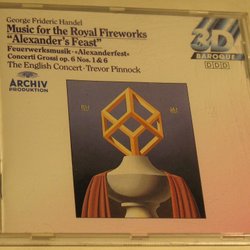 George Frideric Handel
Music for the Royal Fireworks
"Alexander's Feast"
Feuerwerksmusik · »Alexanderfest«
Concerti Grossi op. 6 Nos. 1 & 6
The English Concert · Trevor Pinnock
3D
BAROQUE
DDD
ARCHIV
PRODUKTION